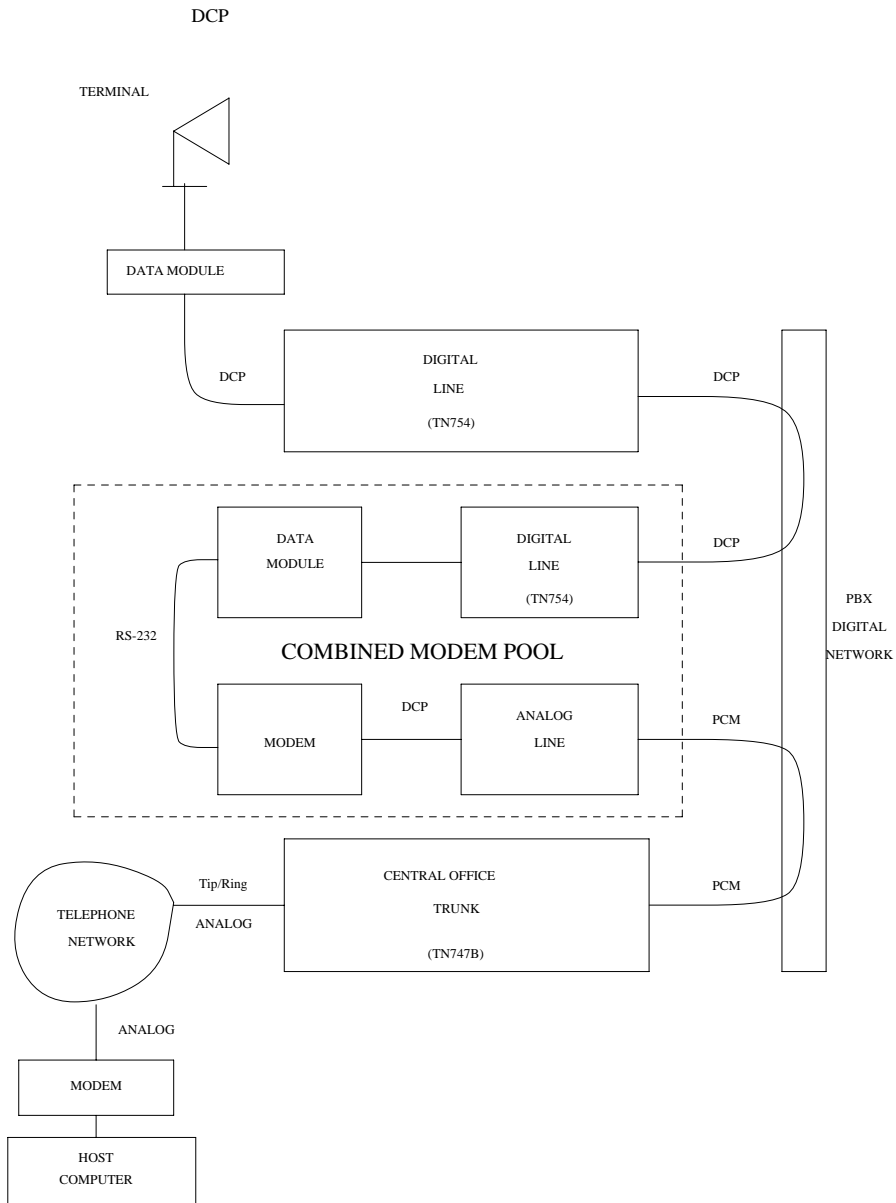 DCP
TERMINAL
DATA MODULE
DCP
DIGITAL
LINE
(TN754)
DCP
DATA
MODULE
DIGITAL
LINE
(TN754)
DCP
RS-232
COMBINED MODEM POOL
PBX
DIGITAL
NETWORK
MODEM
DCP
ANALOG
LINE
PCM
TELEPHONE
NETWORK
Tip/Ring
ANALOG
CENTRAL OFFICE
TRUNK
(TN747B)
PCM
ANALOG
MODEM
HOST
COMPUTER